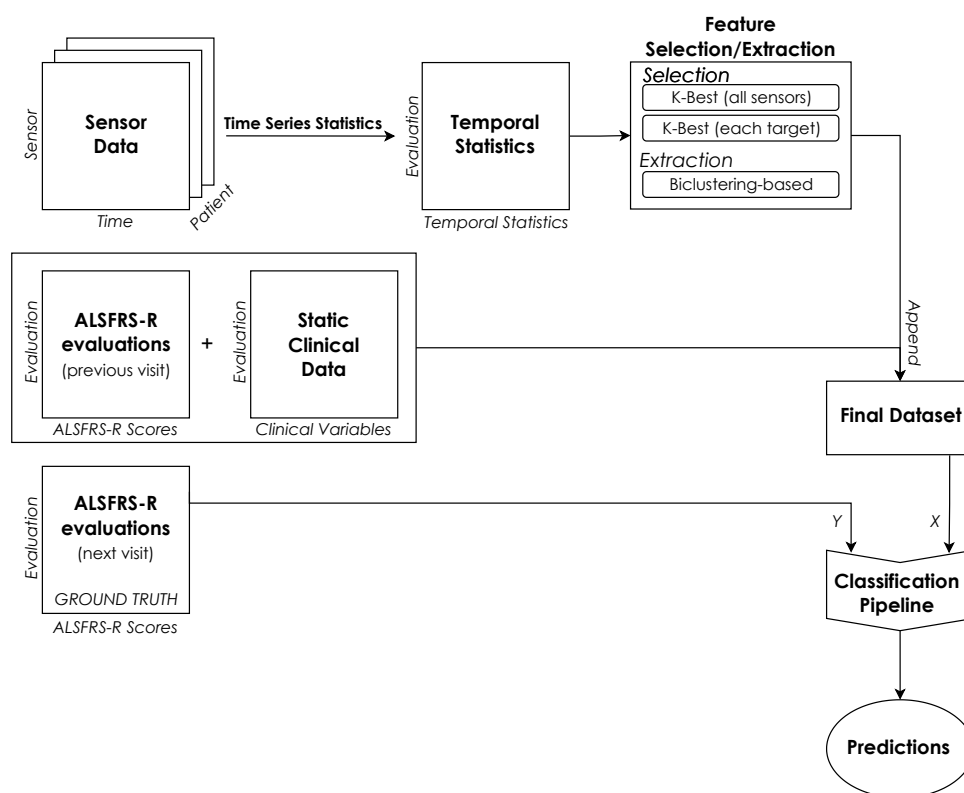 Feature
Selection/Extraction
Sensor
Sensor
Data
Time
Patient
Time Series Statistics
Evaluation
Temporal
Statistics
Temporal Statistics
Selection
K-Best (all sensors)
K-Best (each target)
Extraction
Biclustering-based
Evaluation
ALSFRS-R
evaluations
(previous visit)
ALSFRS-R Scores
+
Evaluation
Static
Clinical
Data
Clinical Variables
Append
Final Dataset
Evaluation
ALSFRS-R
evaluations
(next visit)
GROUND TRUTH
ALSFRS-R Scores
Y
X
Classification
Pipeline
Predictions